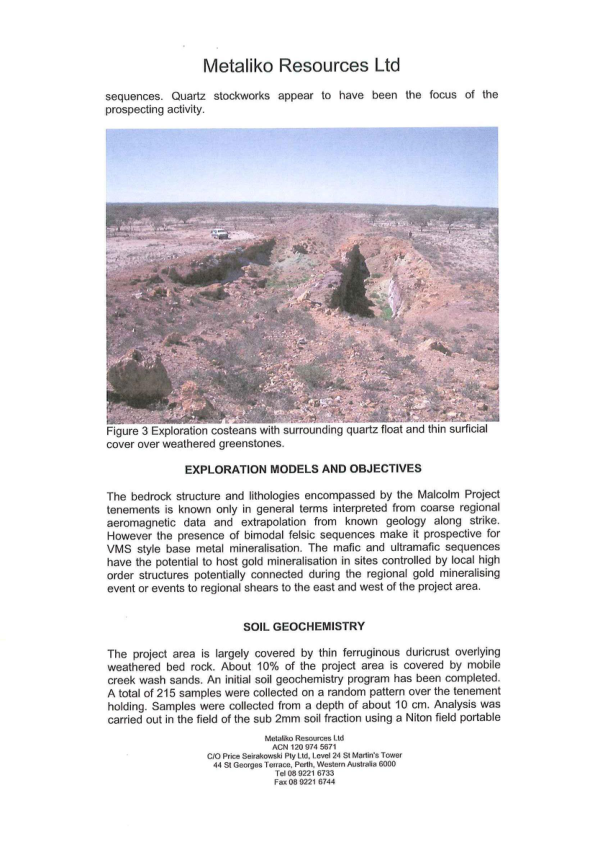 Metaliko Resources Ltd
sequences. Quartz stockworks appear to have been the focus of the
prospecting activity.
Figure 3 Exploration costeans with surrounding quartz float and thin surficial
cover over weathered greenstones.
EXPLORATION MODELS AND OBJECTIVES
The bedrock structure and lithologies encompassed by the Malcolm Project
tenements is known only in general terms interpreted from coarse regional
aeromagnetic data and extrapolation from known geology along strike.
However the presence of bimodal felsic sequences make it prospective for
VMS style base metal mineralisation. The mafic and ultramafic sequences
have the potential to host gold mineralisation in sites controlled by local high
order structures potentially connected during the regional gold mineralising
event or events to regional shears to the east and west of the project area.
SOIL GEOCHEMISTRY
The project area is largely covered by thin ferruginous duricrust overlying
weathered bed rock. About 10% of the project area is covered by mobile
creek wash sands. An initial soil geochemistry program has been completed.
A total of 215 samples were collected on a random pattern over the tenement
holding. Samples were collected from a depth of about 10 cm. Analysis was
carried out in the field of the sub 2mm soil fraction using a Niton field portable
Metaliko Resources Ltd
ACN 120 974 5671
C/O Price Seirakowski Pty Ltd, Level 24 St Martin's Tower
44 St Georges Terrace, Perth, Western Australia 6000
Tel 08 9221 6733
Fax 08 9221 6744